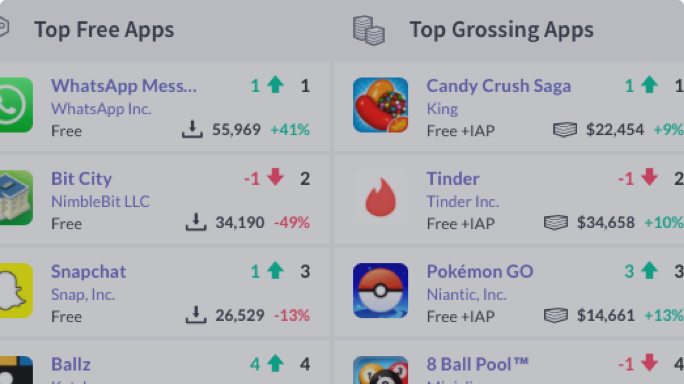 Top Free Apps
WhatsApp Mess... 1 1
WhatsApp Inc.
Free 55,969 +41%
Bit City -1 2
NimbleBit LLC
Free 34,190 -49%
Snapchat 1 3
Snap, Inc.
Free 26,529 -13%
Ballz 4 4
Top Grossing Apps
Candy Crush Saga 1 1
King
Free +IAP $22,454 +9%
Tinder -1 2
Tinder Inc.
Free +IAP $34,658 +10%
Pokémon GO 3 3
Niantic, Inc.
Free +IAP $14,661 +13%
8 Ball Pool™ -1 4